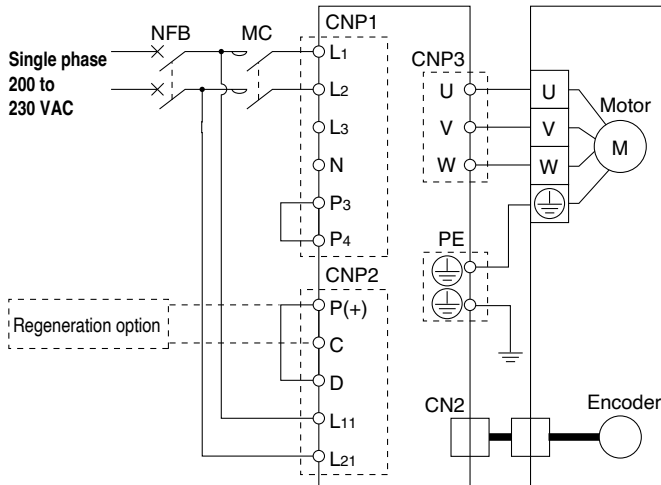 NFB
MC
CNP1
Single phase
200 to
230 VAC
L1
L2
L3
N
P3
P4
CNP2
P(+)
C
D
L11
L21
Regeneration option
CNP3
U
V
W
PE
CN2
U
V
W
Motor
M
Encoder